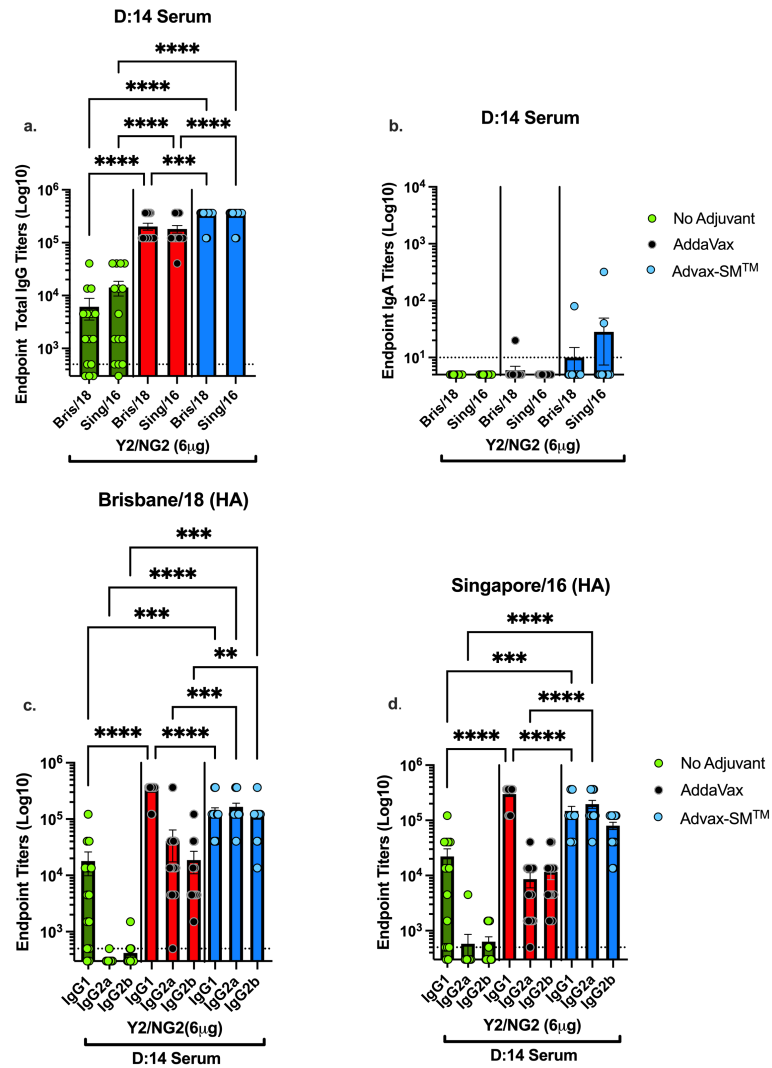 D:14 Serum
****
****
a.
****
****
****
***
Endpoint Total IgG Titers (Log10)
10^6
10^5
10^4
10^3
Bris/18
Sing/16
Bris/18
Sing/16
Bris/18
Sing/16
Y2/NG2 (6μg)
b.
D:14 Serum
Endpoint IgA Titers (Log10)
10^4
10^3
10^2
10^1
Bris/18
Sing/16
Bris/18
Sing/16
Bris/18
Sing/16
Y2/NG2 (6μg)
No Adjuvant
AddaVax
Advax-SM™
Brisbane/18 (HA)
***
****
***
**
c.
***
****
****
Endpoint Titers (Log10)
10^6
10^5
10^4
10^3
IgG1
IgG2a
IgG2b
IgG1
IgG2a
IgG2b
IgG1
IgG2a
IgG2b
Y2/NG2(6μg)
D:14 Serum
Singapore/16 (HA)
****
***
d.
****
****
****
Endpoint Titers (Log10)
10^6
10^5
10^4
10^3
IgG1
IgG2a
IgG2b
IgG1
IgG2a
IgG2b
IgG1
IgG2a
IgG2b
Y2/NG2(6μg)
D:14 Serum
No Adjuvant
AddaVax
Advax-SM™